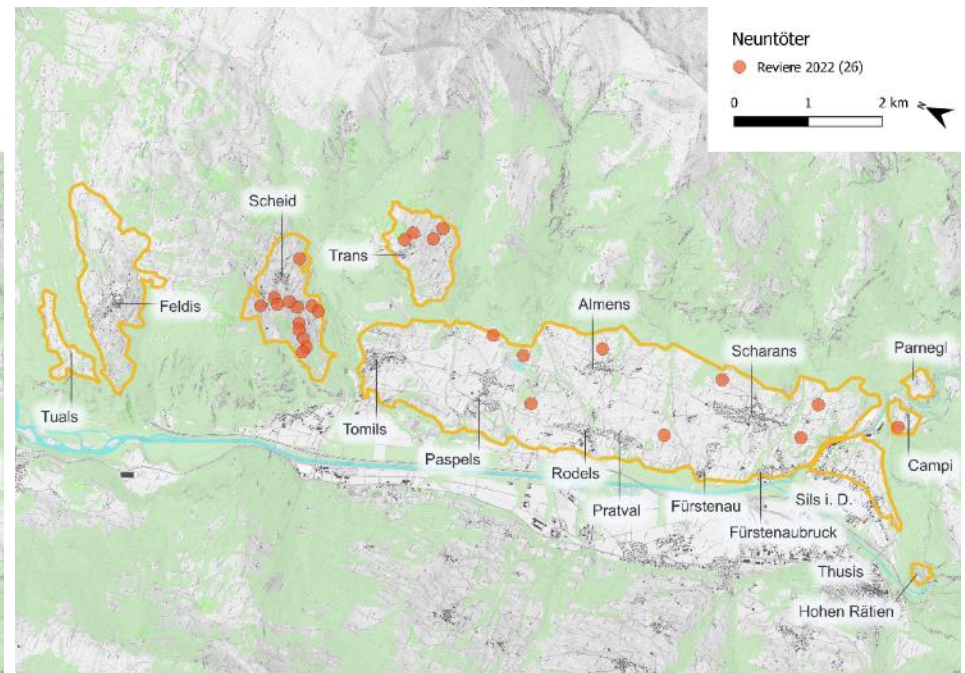 Neuntöter
Reviere 2022 (26)
0 1 2 km
N
Scheid
Trans
Feldis
Almens
Scharans
Parnegl
Tuals
Tomils
Paspels
Rodels
Pratval
Fürstenau
Fürstenaubruck
Sils i. D.
Campi
Thusis
Hohen Rätien